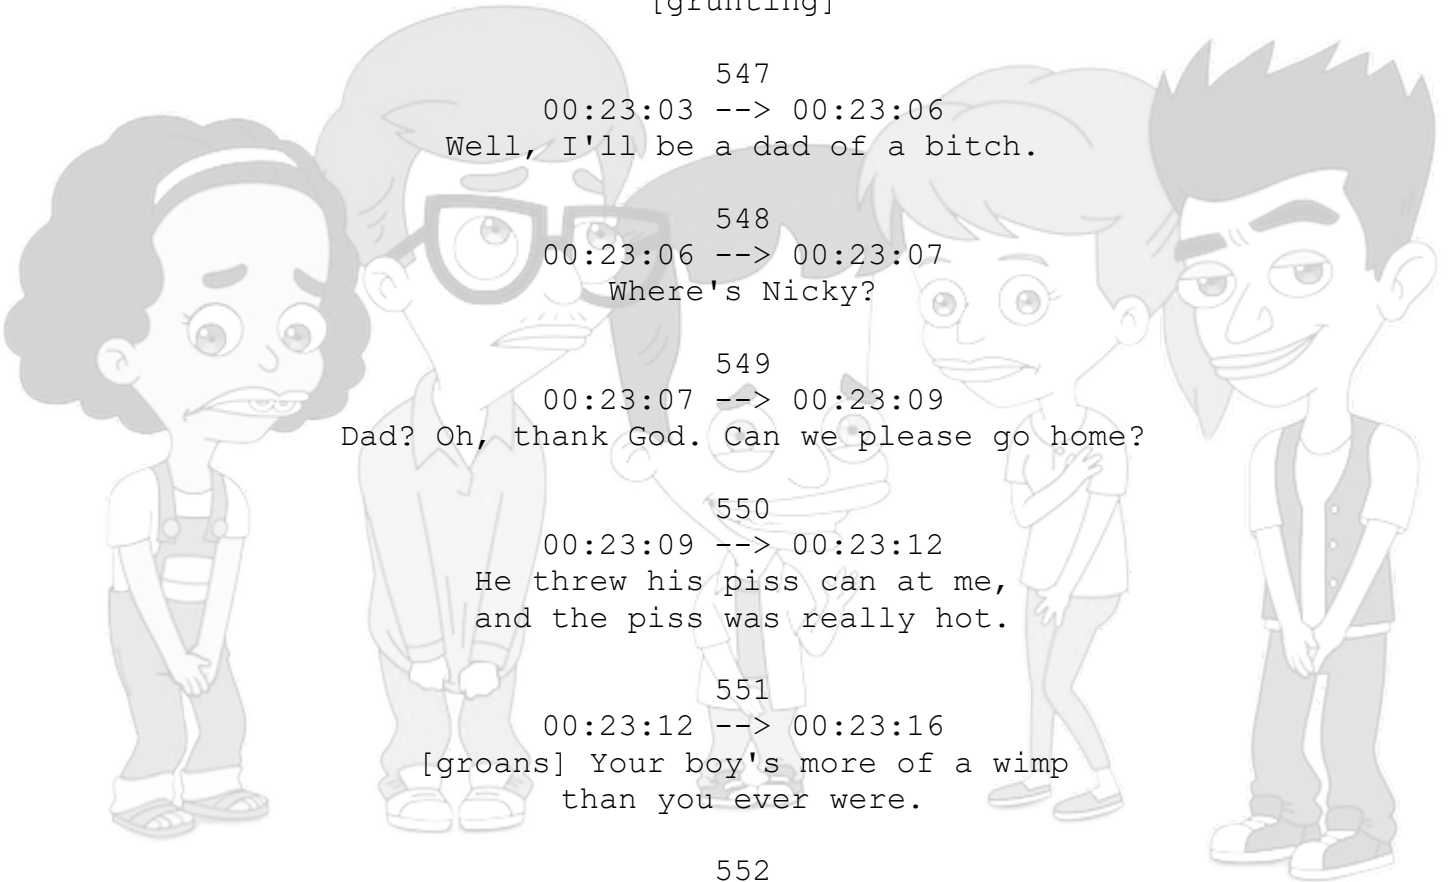 [grunting]
547
00:23:03 --> 00:23:06
Well, I'll be a dad of a bitch.
548
00:23:06 --> 00:23:07
Where's Nicky?
549
00:23:07 --> 00:23:09
Dad? Oh, thank God. Can we please go home?
550
00:23:09 --> 00:23:12
He threw his piss can at me,
and the piss was really hot.
551
00:23:12 --> 00:23:16
[groans] Your boy's more of a wimp
than you ever were.
552